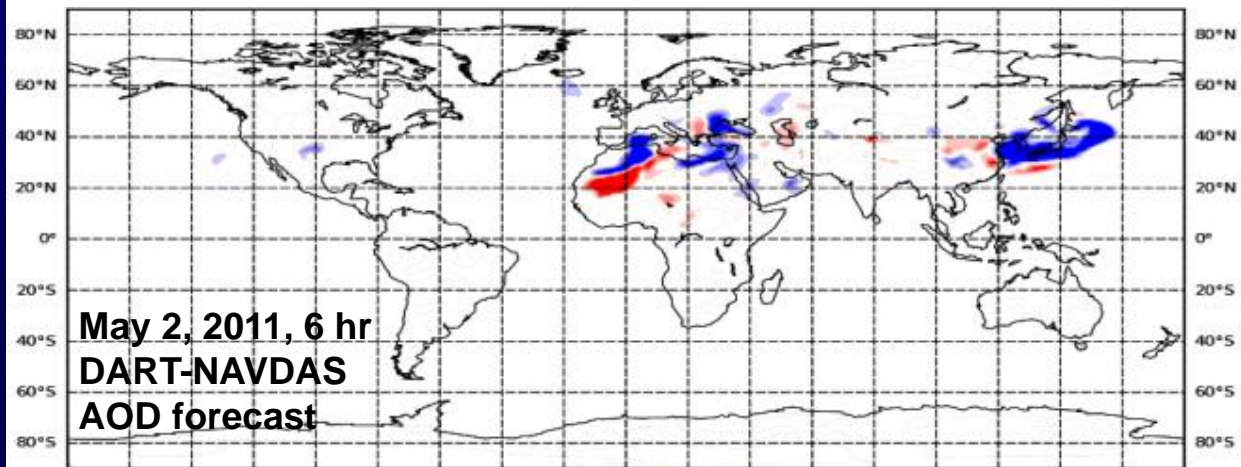 80°N 80°N
60°N 60°N
40°N 40°N
20°N 20°N
0° 0°
20°S 20°S
May 2, 2011, 6 hr
40°S 40°S
DART-NAVDAS
60°S 60°S
AOD forecast
80°S 80°S